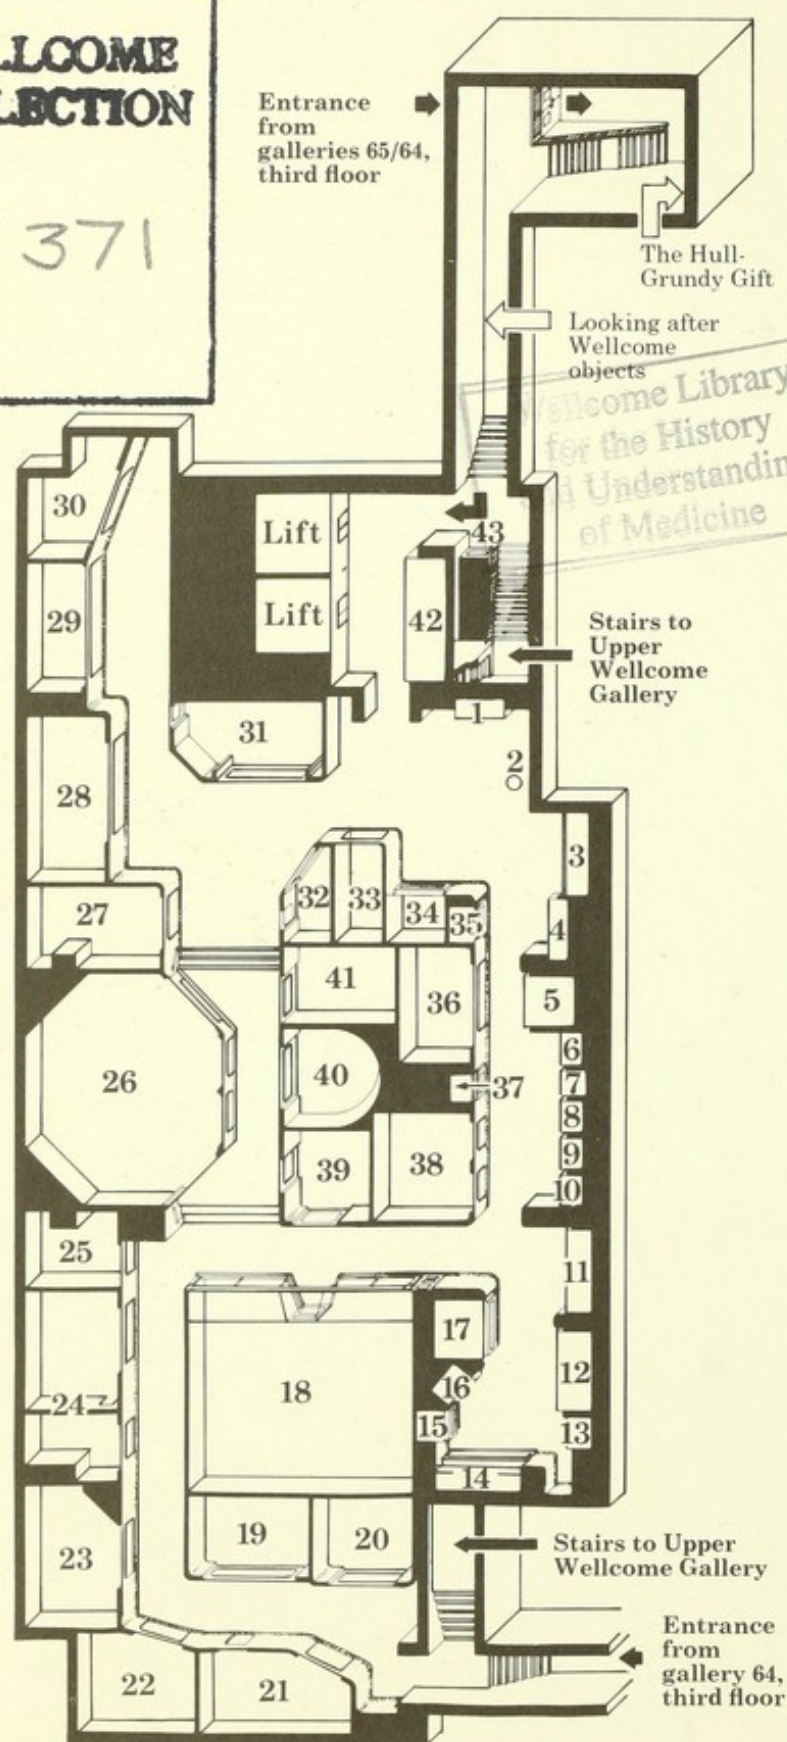 LLCOME
LECTION
371
Entrance
from
galleries 65/64,
third floor
The Hull-
Grundy Gift
Looking after
Wellcome
objects
Wellcome Library
for the History
and Understandin
of Medicine
30
Lift
43
29
Lift
42
Stairs to
Upper
Wellcome
Gallery
1
31
2
28
3
32
33
34
35
27
4
41
36
5
6
26
40
37
7
8
39
38
9
10
25
11
17
12
18
16
24
15
13
14
19
20
23
Stairs to Upper
Wellcome Gallery
22
21
Entrance
from
gallery 64,
third floor